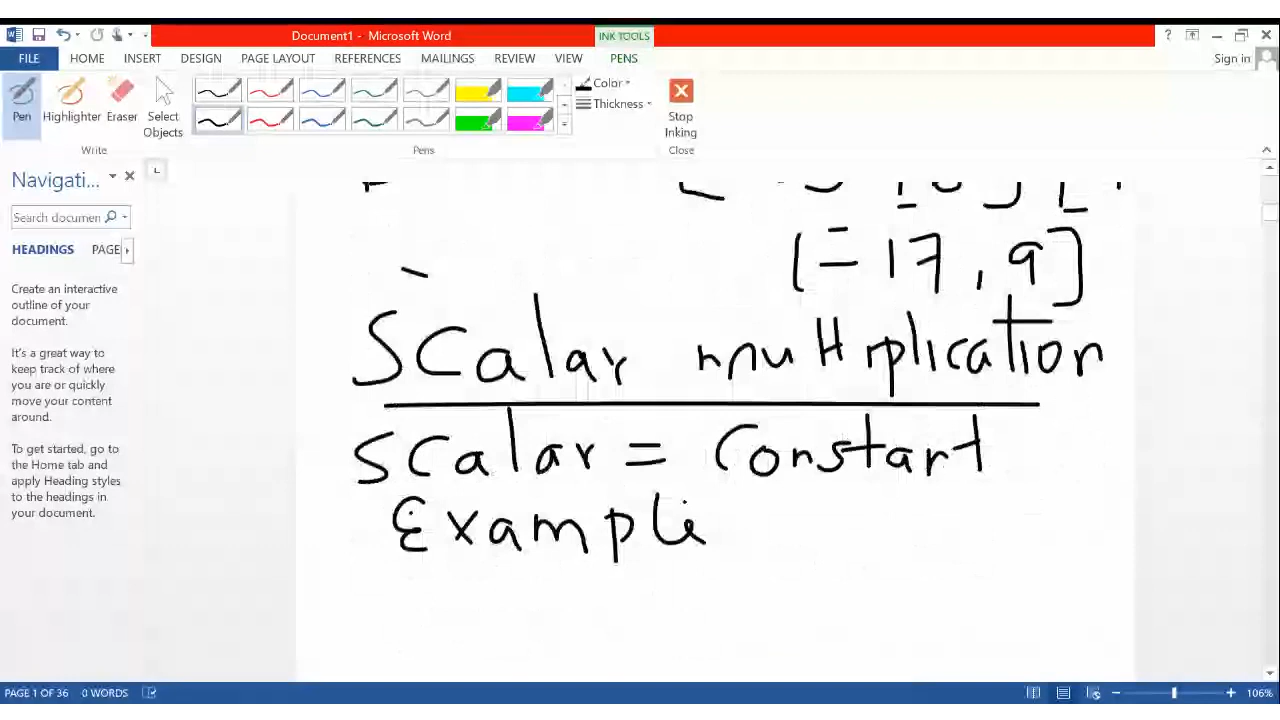 Document1 - Microsoft Word
INK TOOLS
?
FILE
HOME
INSERT
DESIGN
PAGE LAYOUT
REFERENCES
MAILINGS
REVIEW
VIEW
PENS
Sign in
Pen
Highlighter
Eraser
Select
Objects
Color
Thickness
Stop
Inking
Write
Pens
Close
Navigati...
Search documen
HEADINGS
PAGE
Create an interactive
outline of your
document.
It's a great way to
keep track of where
you are or quickly
move your content
around.
To get started, go to
the Home tab and
apply Heading styles
to the headings in
your document.
[= 17, 9]
Scalar multiplication
Scalar = Constant
Example
PAGE 1 OF 36
0 WORDS
106%